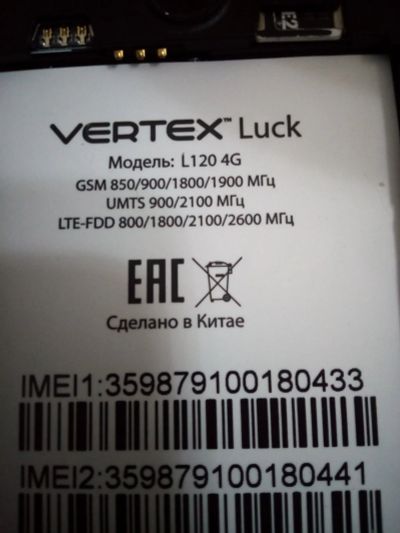 VERTEX™ Luck
Модель: L120 4G
GSM 850/900/1800/1900 МГц
UMTS 900/2100 МГц
LTE-FDD 800/1800/2100/2600 МГц
EAC
Сделано в Китае
IMEI1:359879100180433
IMEI2:359879100180441